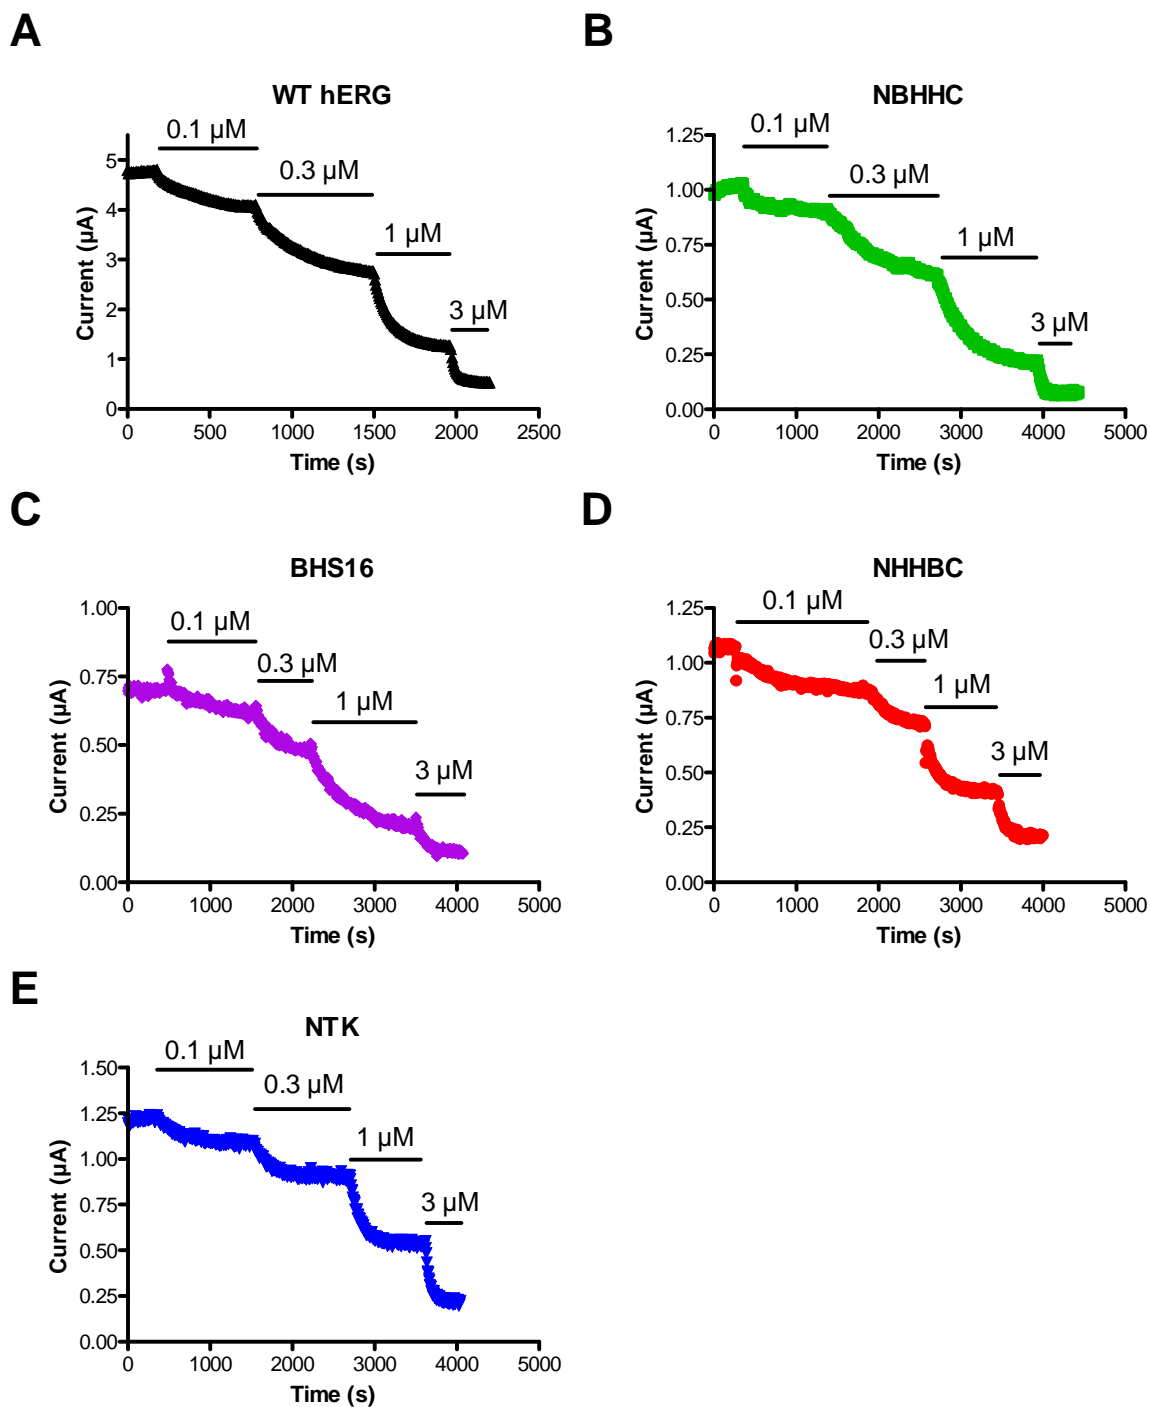 A
WT hERG
0.1 µM
0.3 µM
1 µM
3 µM
5
4
3
2
1
0
Current (µA)
0 500 1000 1500 2000 2500
Time (s)
B
NBHHC
0.1 µM
0.3 µM
1 µM
3 µM
1.25
1.00
0.75
0.50
0.25
0.00
Current (µA)
0 1000 2000 3000 4000 5000
Time (s)
C
BHS16
0.1 µM
0.3 µM
1 µM
3 µM
1.00
0.75
0.50
0.25
0.00
Current (µA)
0 1000 2000 3000 4000 5000
Time (s)
D
NHHBC
0.1 µM
0.3 µM
1 µM
3 µM
1.25
1.00
0.75
0.50
0.25
0.00
Current (µA)
0 1000 2000 3000 4000 5000
Time (s)
E
NTK
0.1 µM
0.3 µM
1 µM
3 µM
1.50
1.25
1.00
0.75
0.50
0.25
0.00
Current (µA)
0 1000 2000 3000 4000 5000
Time (s)